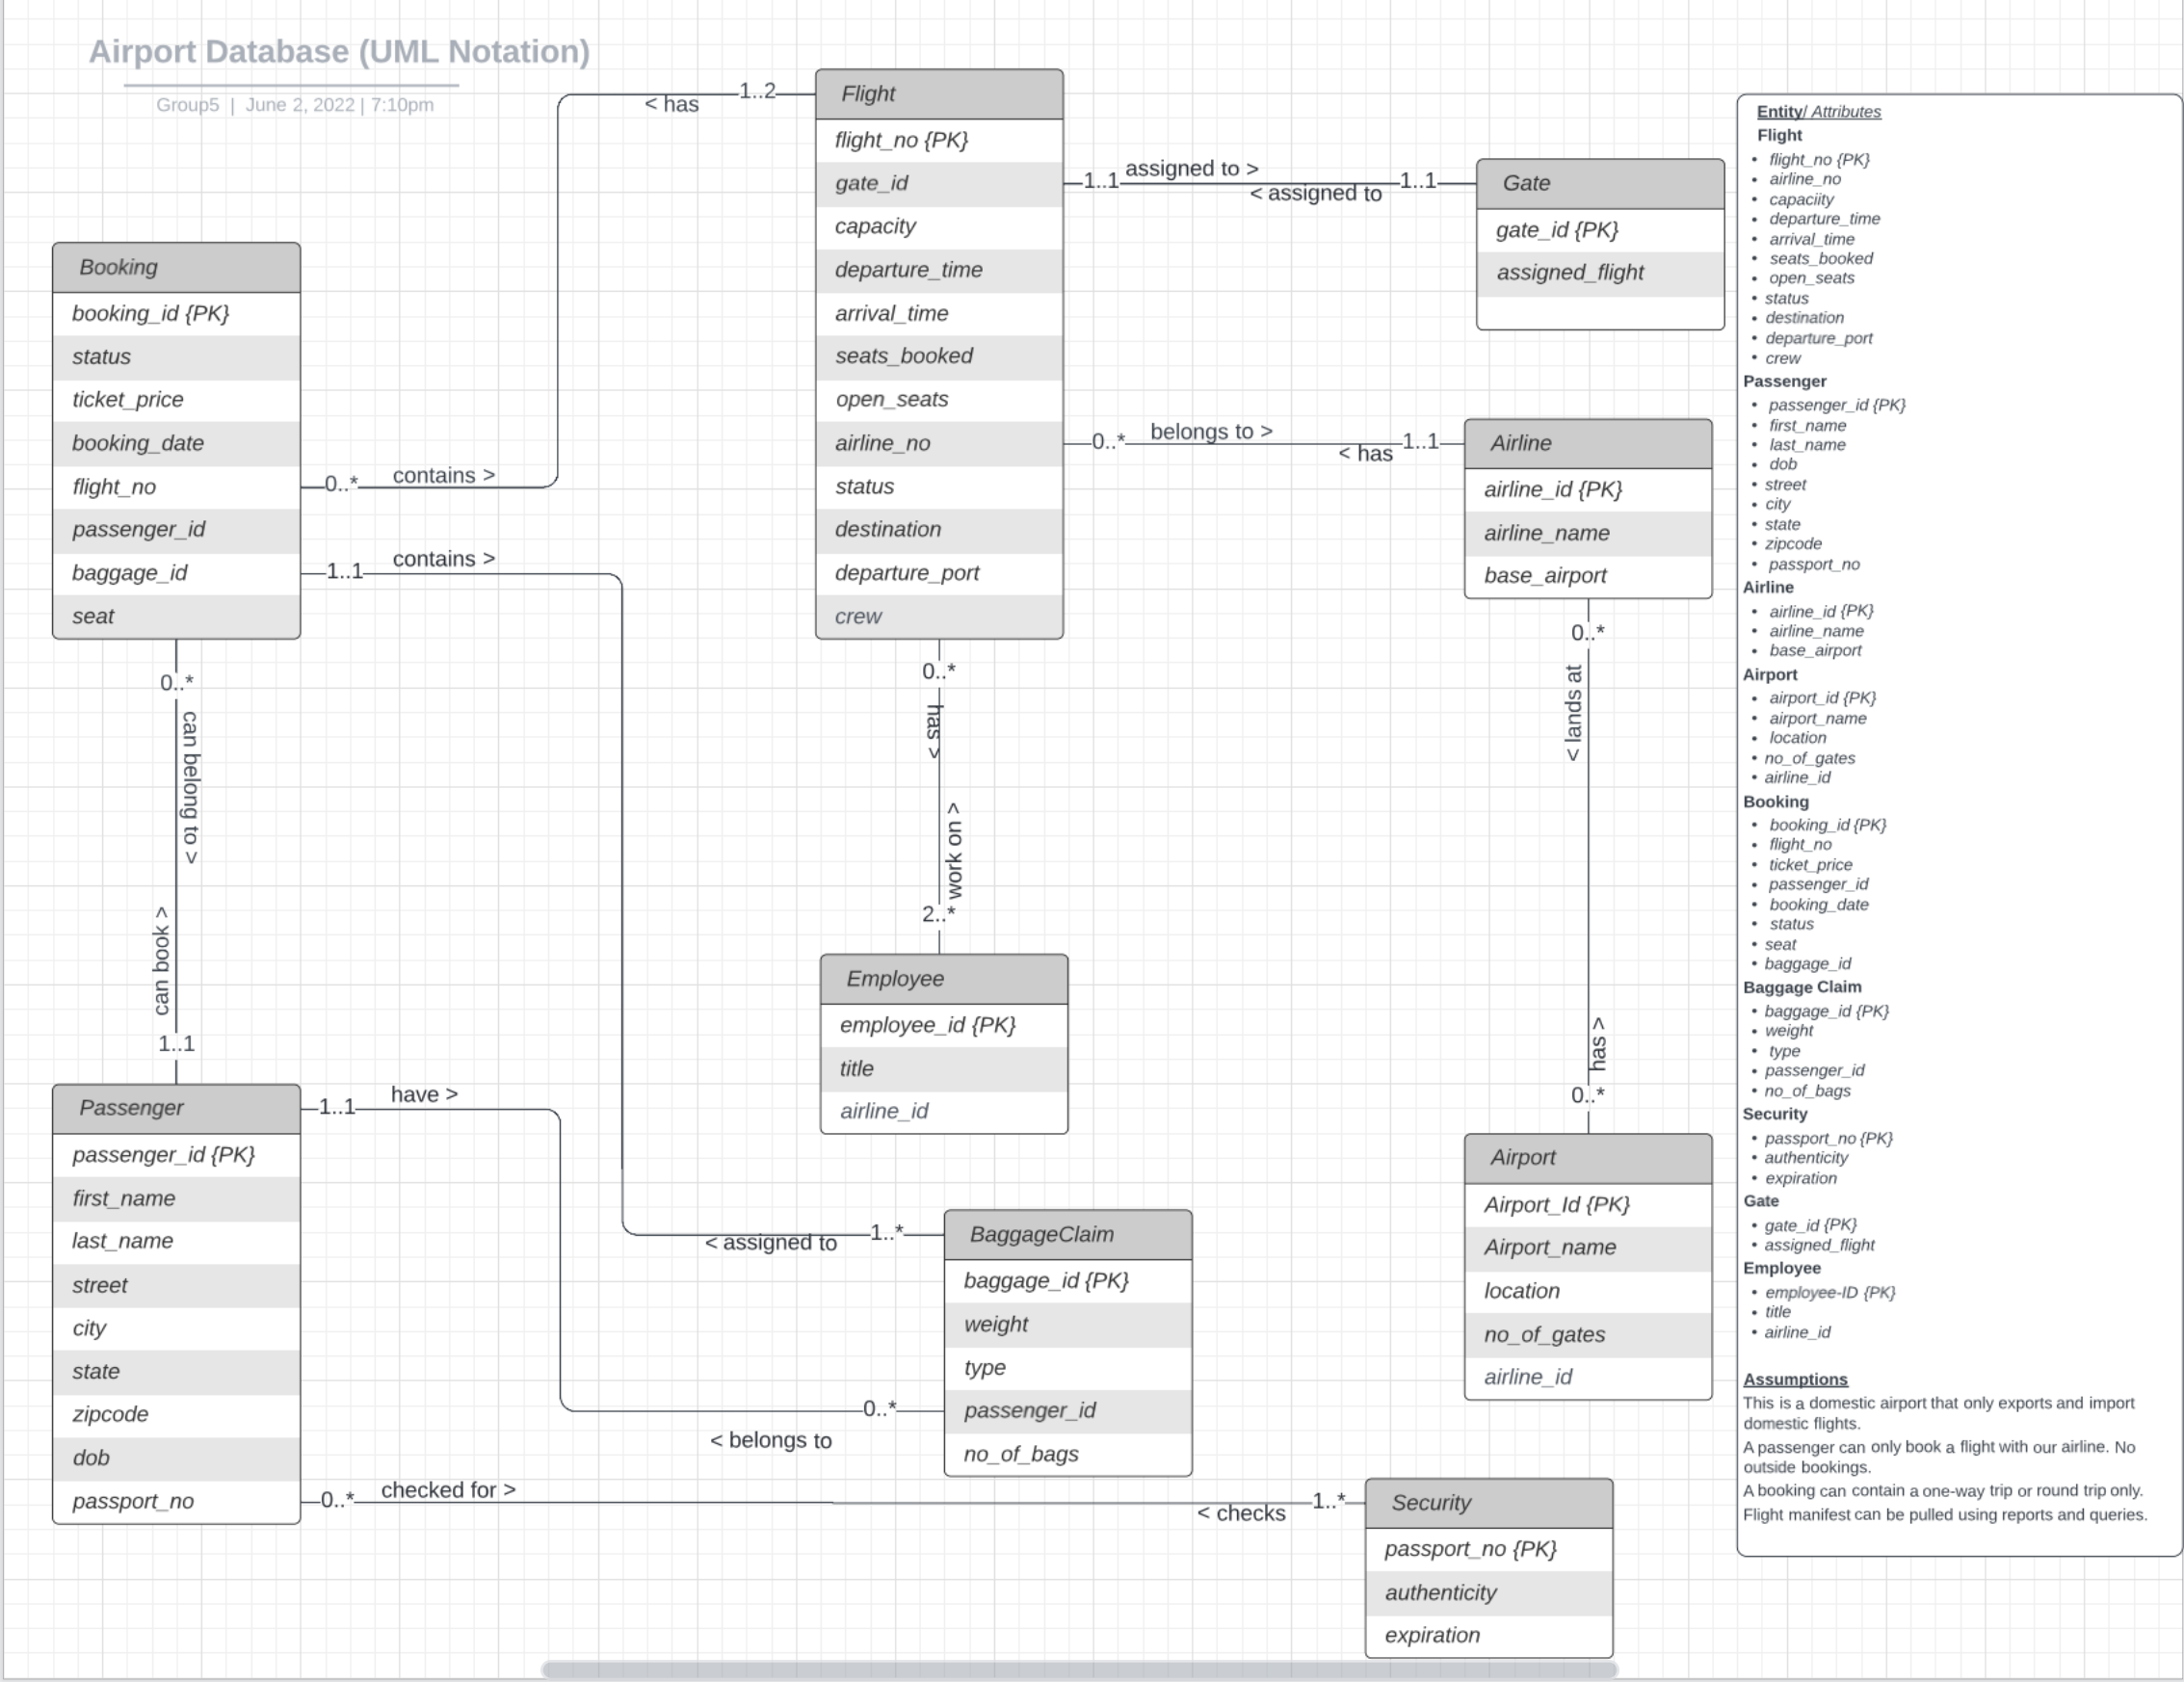 Airport Database (UML Notation)
Group5 | June 2, 2022 | 7:10pm
< has
1..2
Flight
flight_no {PK}
gate_id
capacity
departure_time
arrival_time
seats_booked
open_seats
airline_no
status
destination
departure_port
crew
1..1
assigned to >
< assigned to
1..1
Gate
gate_id {PK}
assigned_flight
Booking
booking_id {PK}
status
ticket_price
booking_date
flight_no
passenger_id
baggage_id
seat
0..*
contains >
1..1
contains >
0..*
belongs to >
< has
1..1
Airline
airline_id {PK}
airline_name
base_airport
0..*
can belong to >
can book >
1..1
0..*
has >
work on >
2..*
0..*
< lands at
has >
0..*
Employee
employee_id {PK}
title
airline_id
Passenger
passenger_id {PK}
first_name
last_name
street
city
state
zipcode
dob
passport_no
1..1
have >
< assigned to
1..*
BaggageClaim
baggage_id {PK}
weight
type
passenger_id
no_of_bags
0..*
< belongs to
Airport
Airport_Id {PK}
Airport_name
location
no_of_gates
airline_id
0..*
checked for >
< checks
1..*
Security
passport_no {PK}
authenticity
expiration
Entity/ Attributes
Flight
• flight_no {PK}
• airline_no
• capaciity
• departure_time
• arrival_time
• seats_booked
• open_seats
• status
• destination
• departure_port
• crew
Passenger
• passenger_id {PK}
• first_name
• last_name
• dob
• street
• city
• state
• zipcode
• passport_no
Airline
• airline_id {PK}
• airline_name
• base_airport
Airport
• airport_id {PK}
• airport_name
• location
• no_of_gates
• airline_id
Booking
• booking_id {PK}
• flight_no
• ticket_price
• passenger_id
• booking_date
• status
• seat
• baggage_id
Baggage Claim
• baggage_id {PK}
• weight
• type
• passenger_id
• no_of_bags
Security
• passport_no {PK}
• authenticity
• expiration
Gate
• gate_id {PK}
• assigned_flight
Employee
• employee-ID {PK}
• title
• airline_id
Assumptions
This is a domestic airport that only exports and import
domestic flights.
A passenger can only book a flight with our airline. No
outside bookings.
A booking can contain a one-way trip or round trip only.
Flight manifest can be pulled using reports and queries.